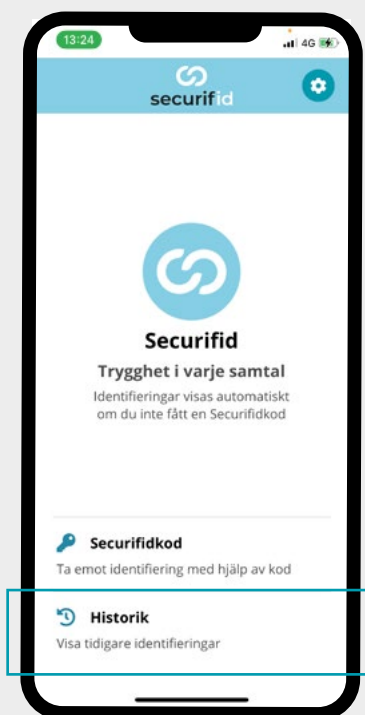 13:24
4G
securifid
Securifid
Trygghet i varje samtal
Identifieringar visas automatiskt
om du inte fått en Securifidkod
Securifidkod
Ta emot identifiering med hjälp av kod
Historik
Visa tidigare identifieringar